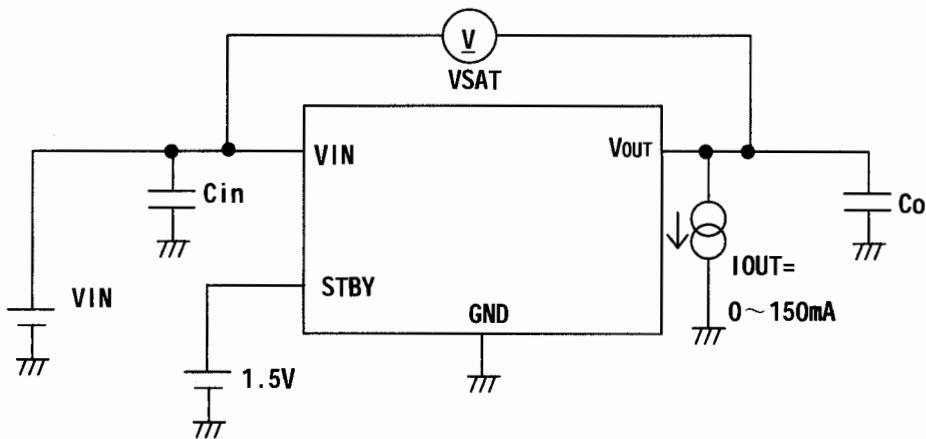 V
VSAT
VIN
VOUT
Cin
Co
STBY
VIN
IOUT=
GND
0～150mA
1.5V